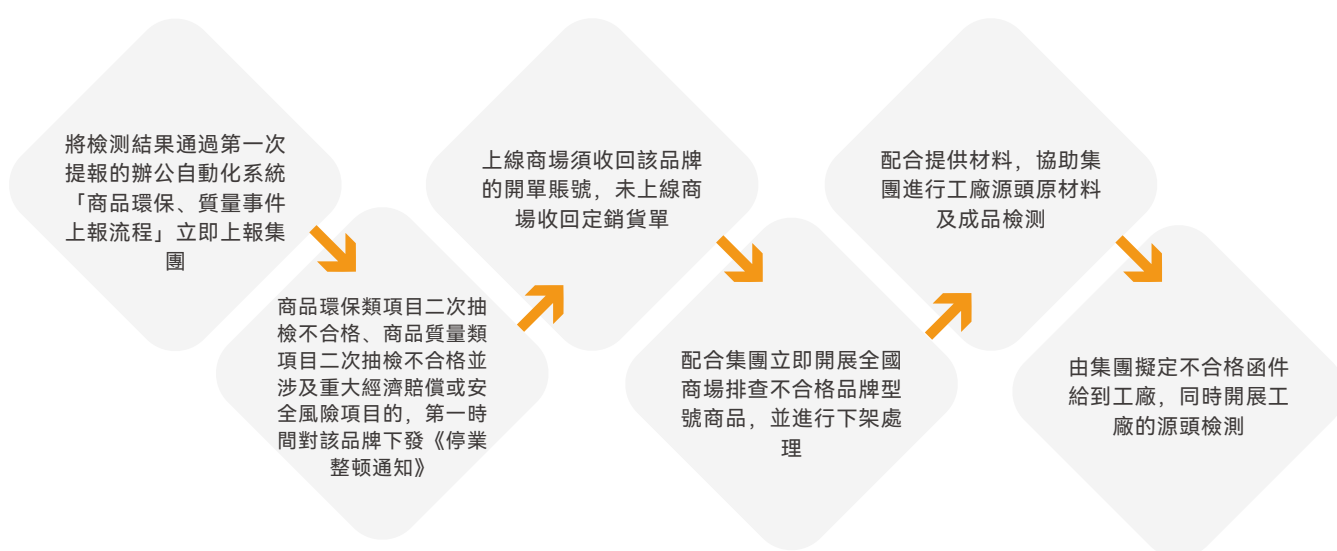 將檢测結果通過第一次
提報的辦公自動化系統
「商品環保、質量事件
上報流程」立即上報集
團
商品環保類項目二次抽
檢不合格、商品質量類
項目二次抽檢不合格並
涉及重大經濟賠償或安
全風險項目的，第一時
間對該品牌下發《停業
整頓通知》
上線商場須收回該品牌
的開單賬號，未上線商
場收回定銷貨單
配合集團立即開展全國
商場排查不合格品牌型
號商品，並進行下架處
理
配合提供材料，協助集
團進行工廠源頭原材料
及成品檢测
由集團擬定不合格函件
給到工廠，同時開展工
廠的源頭檢測